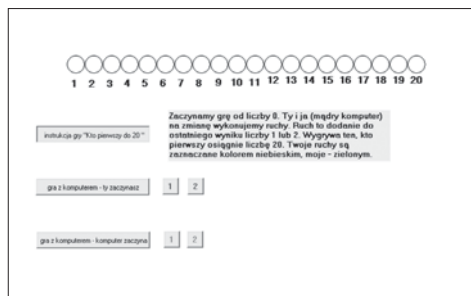 1 2 3 4 5 6 7 8 9 10 11 12 13 14 15 16 17 18 19 20
Zaczynamy grę od liczby 0. Ty i ja (mądry komputer)
na zmianę wykonujemy ruchy. Ruch to dodanie do
ostatniego wyniku liczby 1 lub 2. Wygrywa ten, kto
pierwszy osiągnie liczbę 20. Twoje ruchy są
zaznaczane kolorem niebieskim, moje - zielonym.
instrukcja gry "Kto pierwszy do 20"
gra z komputerem - ty zaczynasz 1 2
gra z komputerem - komputer zaczyna 1 2